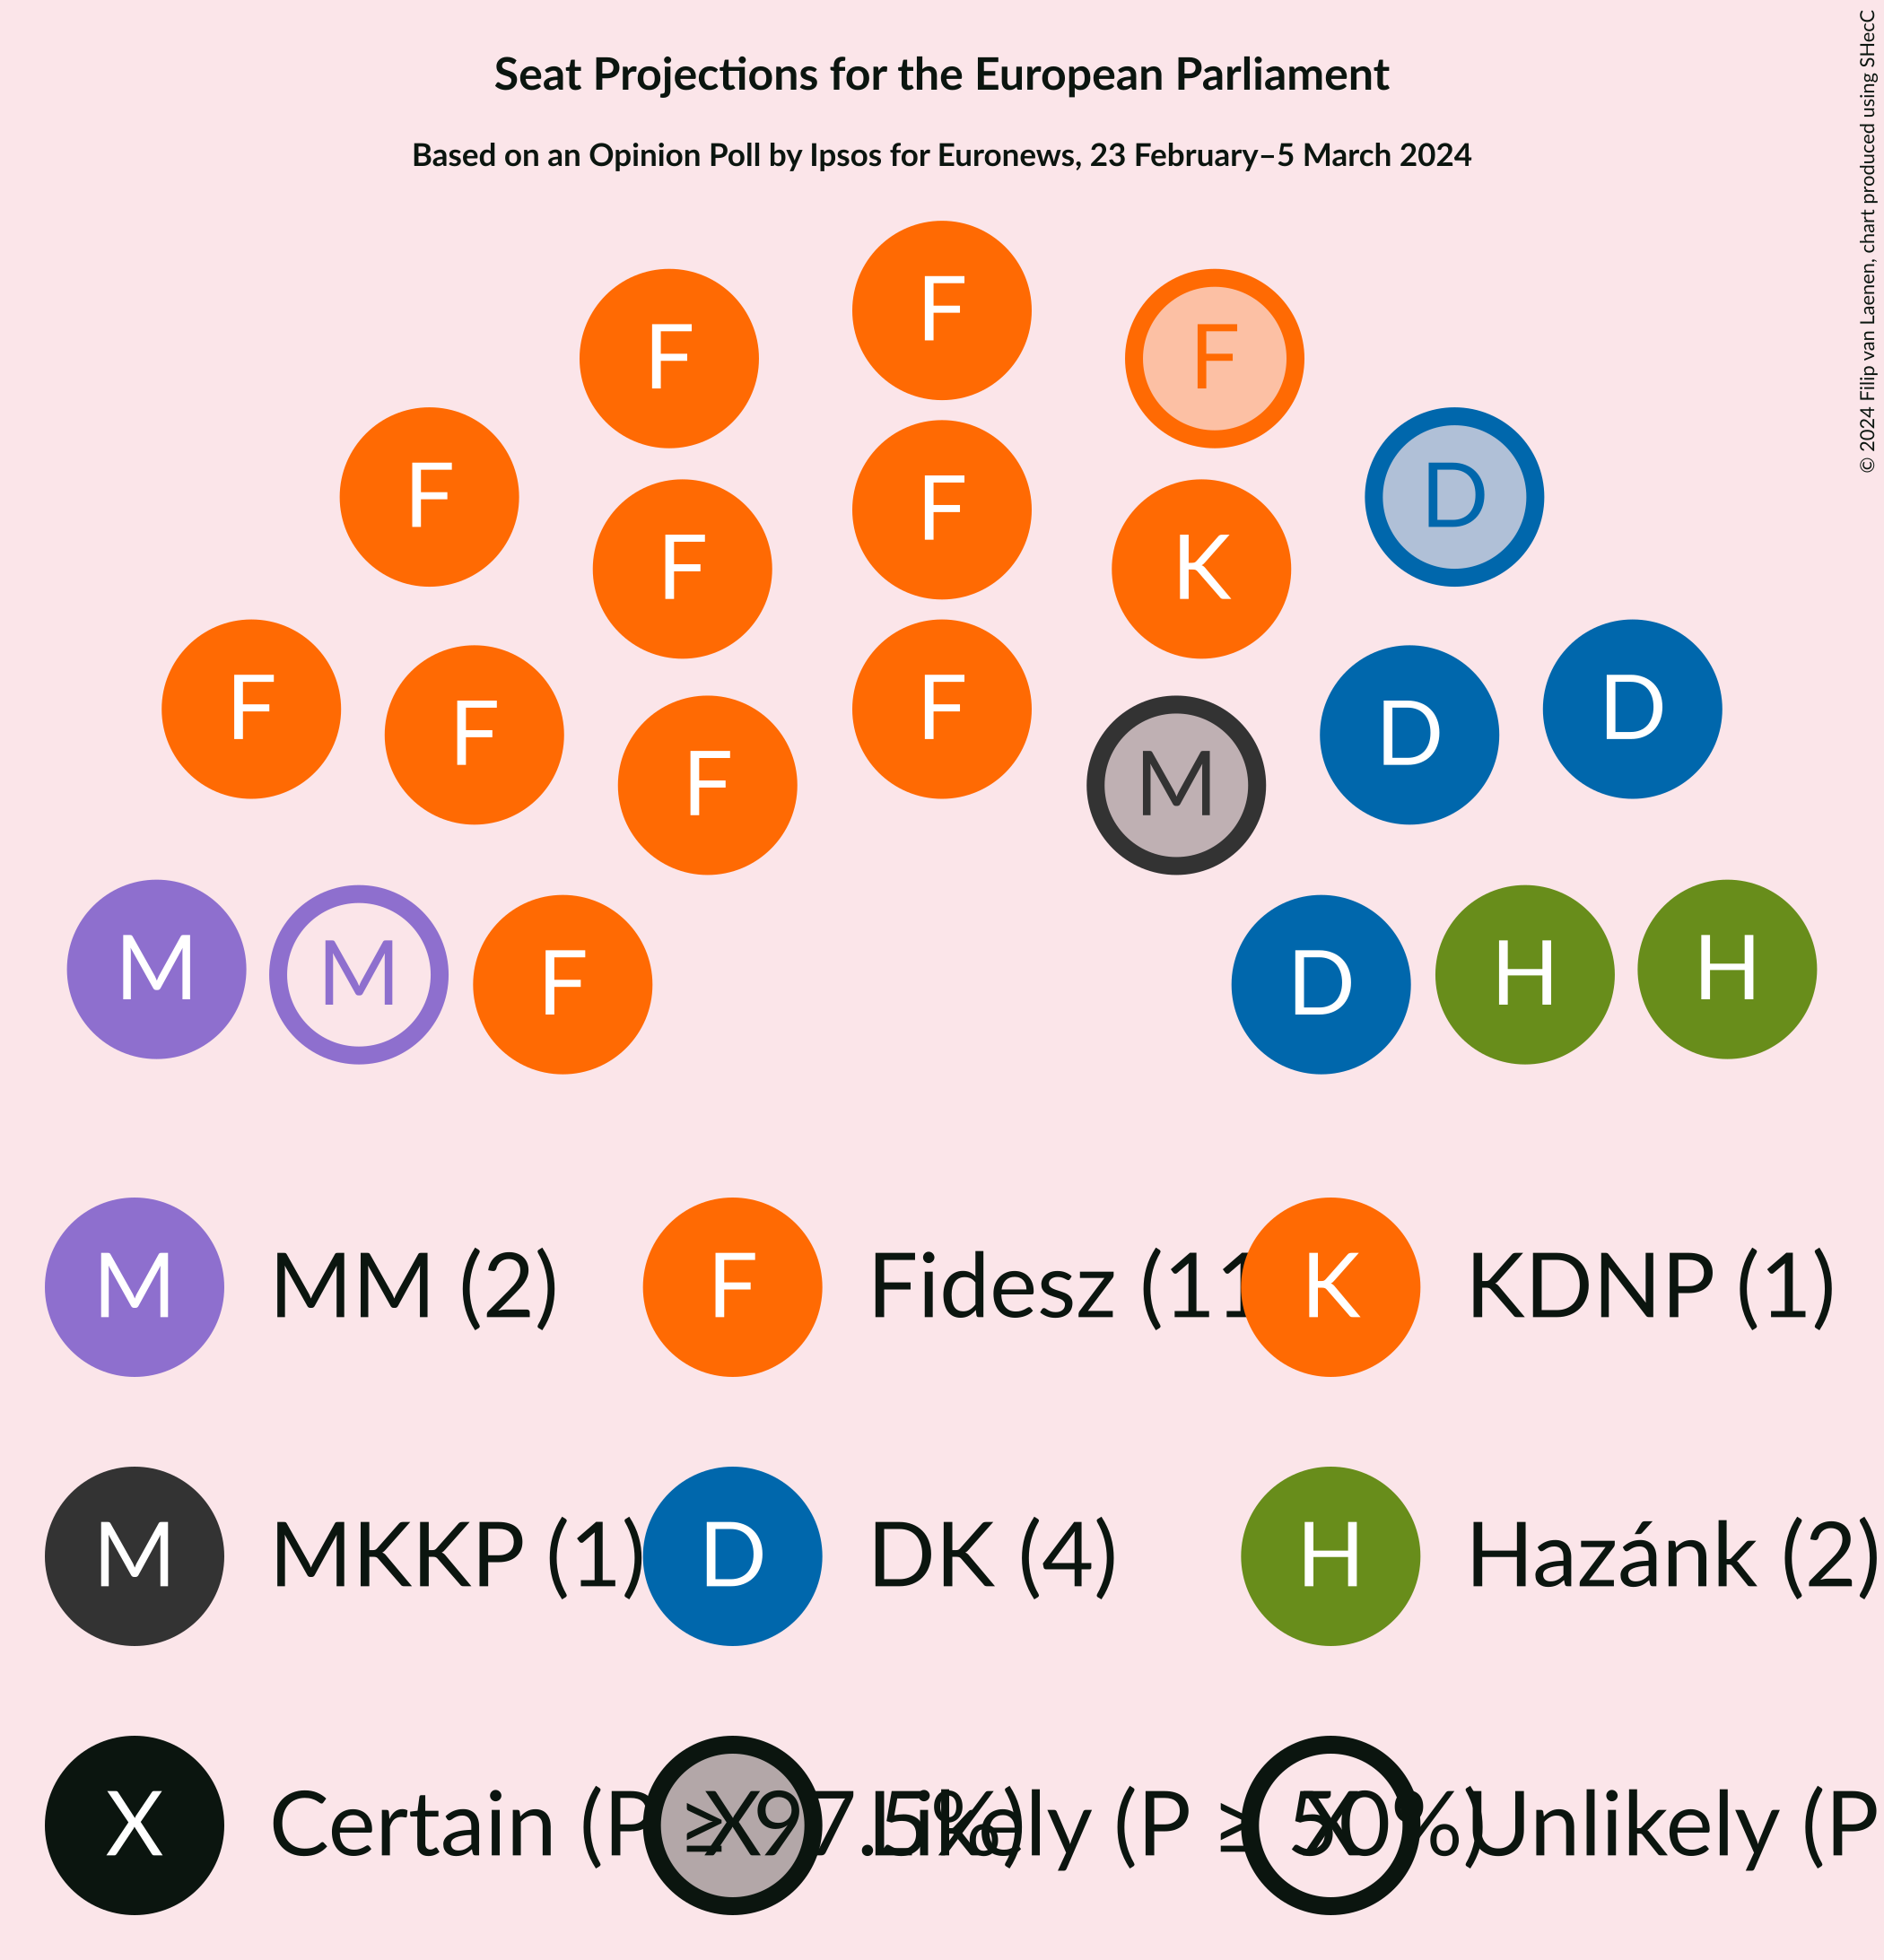 Seat Projections for the European Parliament
Based on an Opinion Poll by Ipsos for Euronews, 23 February–5 March 2024
© 2024 Filip van Laenen, chart produced using SHecC
F
F F
F D
F K
F F
F D
F D
F M
M H
M H
F D
M MM (2) F Fidesz (11 K KDNP (1)
M MKKP (1) D DK (4) H Hazánk (2)
X Certain (P ≥ 97.5%) X Likely (P ≥ 50%) X Unlikely (P